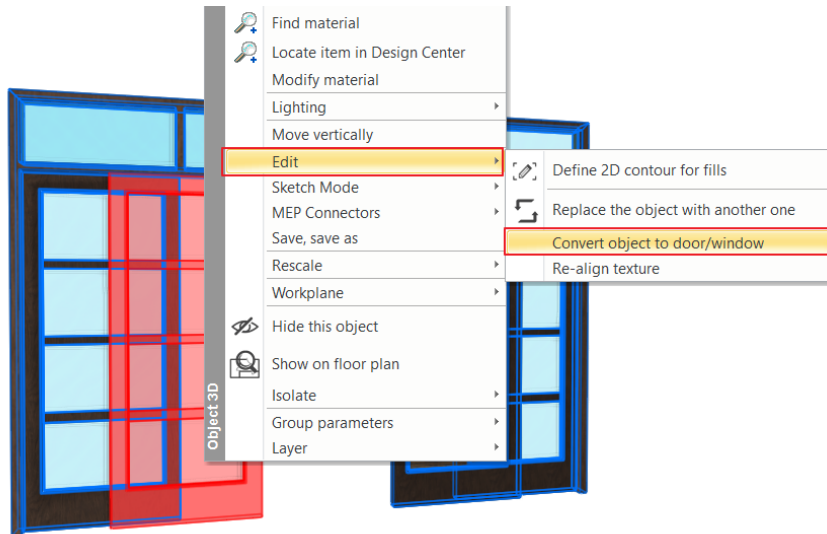 Find material
Locate item in Design Center
Modify material
Lighting
Move vertically
Edit
Sketch Mode
MEP Connectors
Save, save as
Rescale
Workplane
Hide this object
Show on floor plan
Isolate
Group parameters
Layer
Object 3D
Define 2D contour for fills
Replace the object with another one
Convert object to door/window
Re-align texture